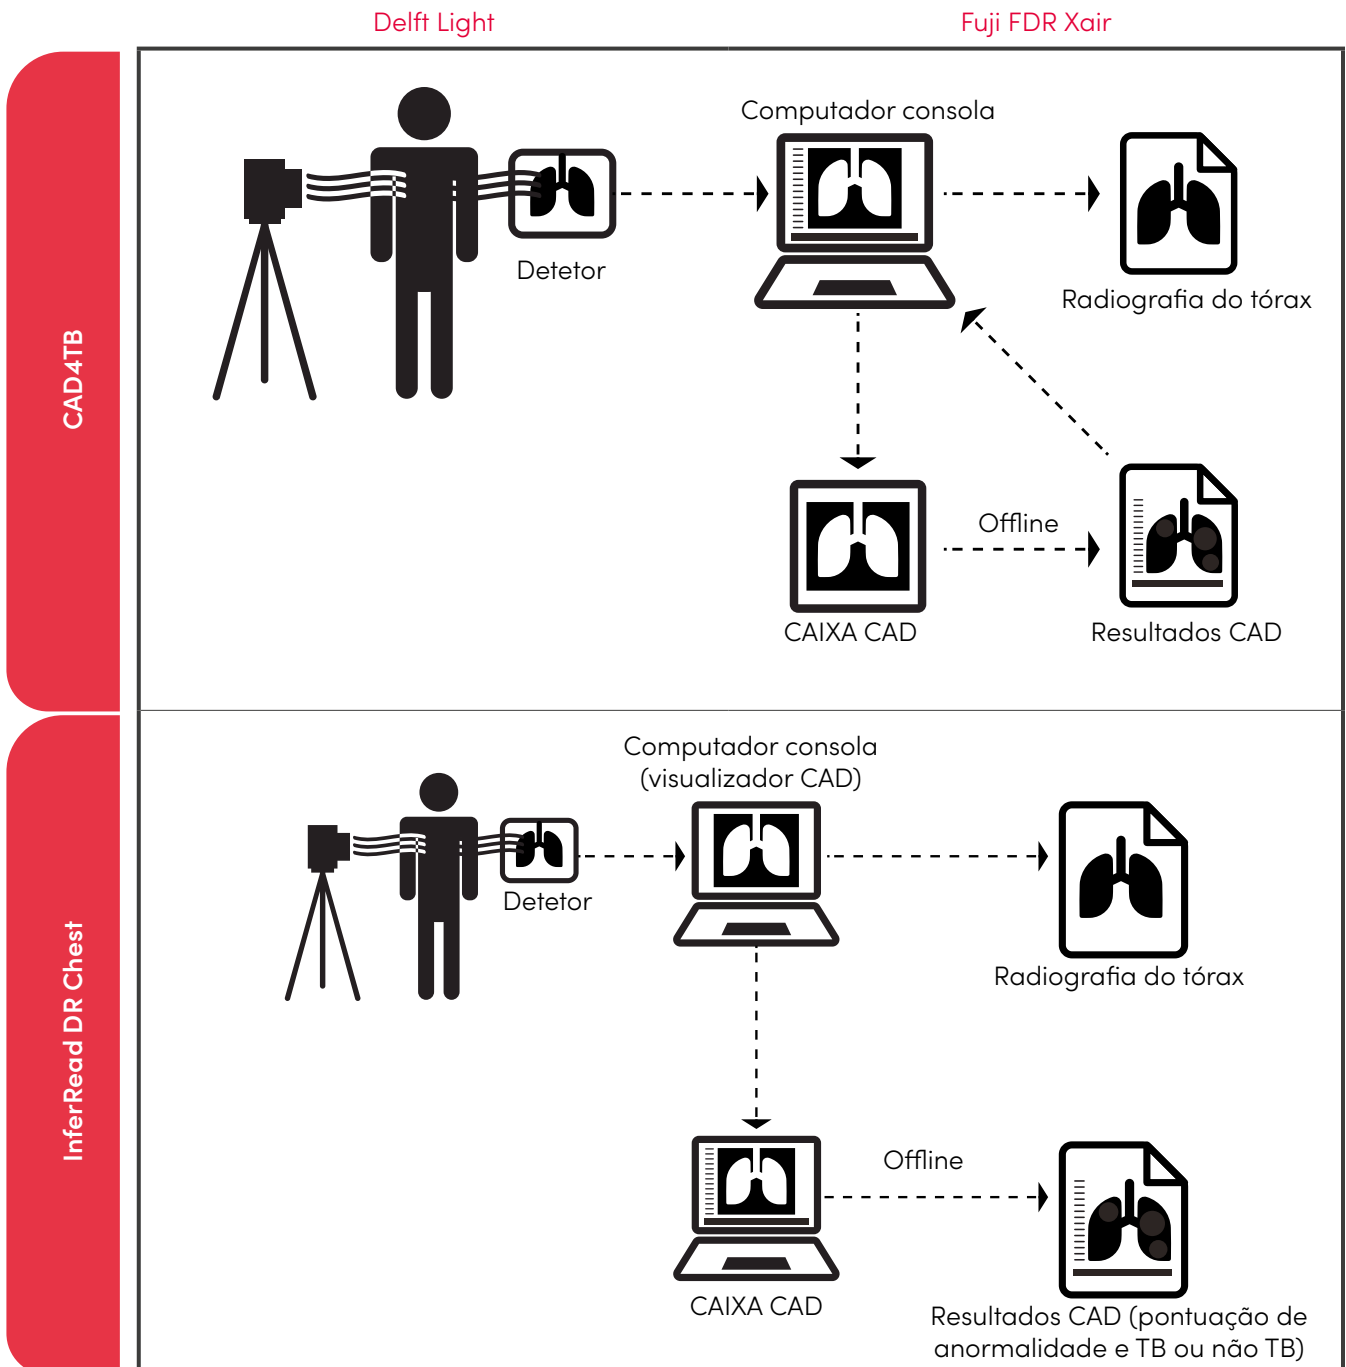 Delft Light
Fuji FDR Xair
CAD4TB
Computador consola
Detetor
Radiografia do tórax
Offline
CAIXA CAD
Resultados CAD
InferRead DR Chest
Computador consola
(visualizador CAD)
Detetor
Radiografia do tórax
Offline
CAIXA CAD
Resultados CAD (pontuação de
anormalidade e TB ou não TB)